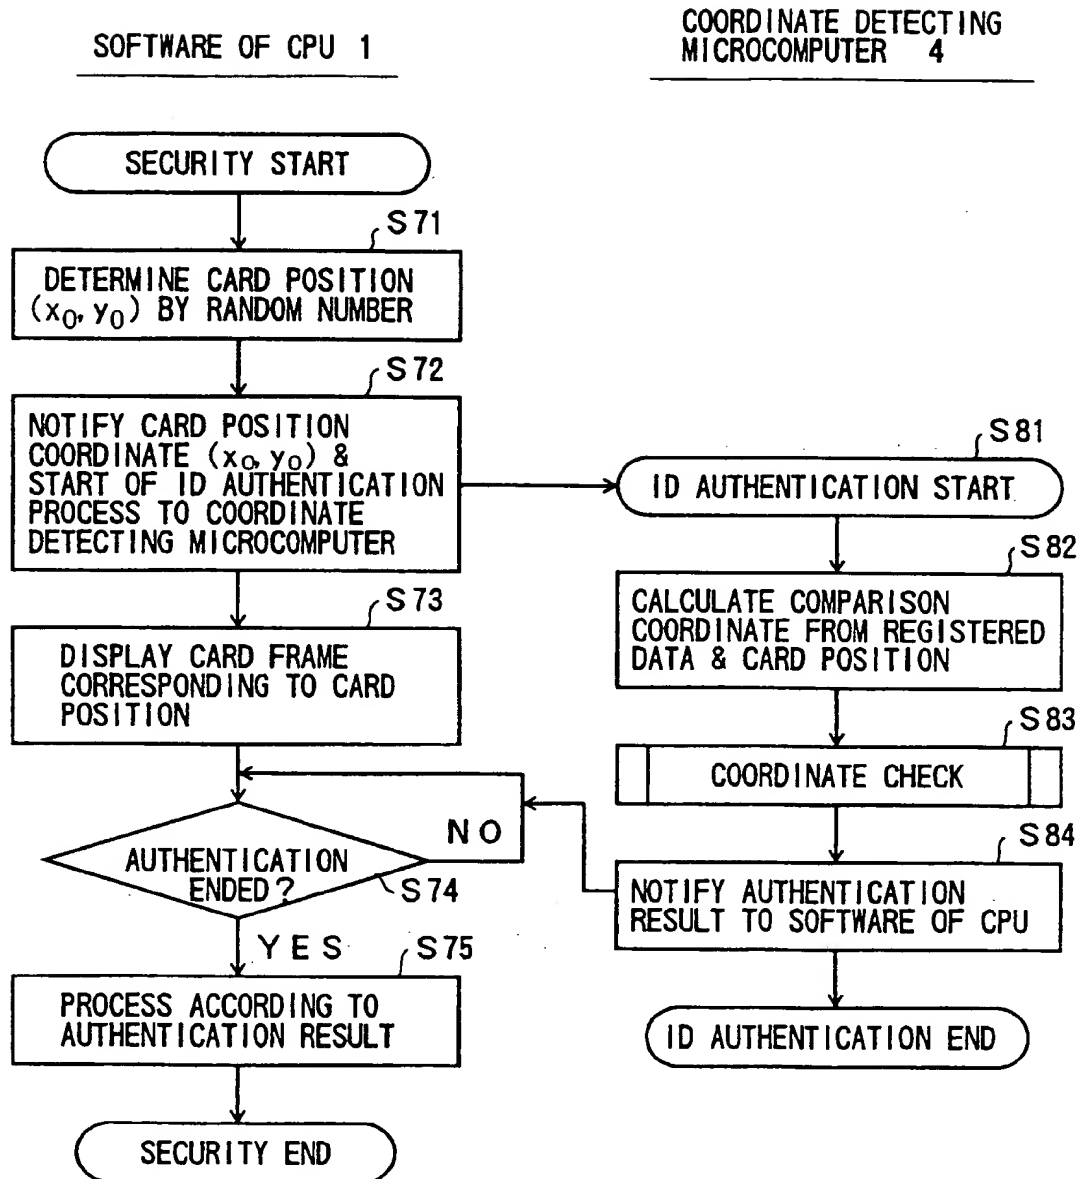 SOFTWARE OF CPU 1
COORDINATE DETECTING
MICROCOMPUTER 4
SECURITY START
S71
DETERMINE CARD POSITION
(x0, y0) BY RANDOM NUMBER
S72
NOTIFY CARD POSITION
COORDINATE (x0, y0) &
START OF ID AUTHENTICATION
PROCESS TO COORDINATE
DETECTING MICROCOMPUTER
S73
DISPLAY CARD FRAME
CORRESPONDING TO CARD
POSITION
AUTHENTICATION
ENDED?
NO
S74
YES
S75
PROCESS ACCORDING TO
AUTHENTICATION RESULT
SECURITY END
S81
ID AUTHENTICATION START
S82
CALCULATE COMPARISON
COORDINATE FROM REGISTERED
DATA & CARD POSITION
S83
COORDINATE CHECK
S84
NOTIFY AUTHENTICATION
RESULT TO SOFTWARE OF CPU
ID AUTHENTICATION END